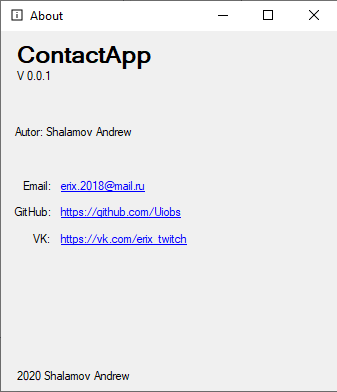 About
ContactApp
V 0.0.1
Autor: Shalamov Andrew
Email: erix.2018@mail.ru
GitHub: https://github.com/Uiobs
VK: https://vk.com/erix_twitch
2020 Shalamov Andrew